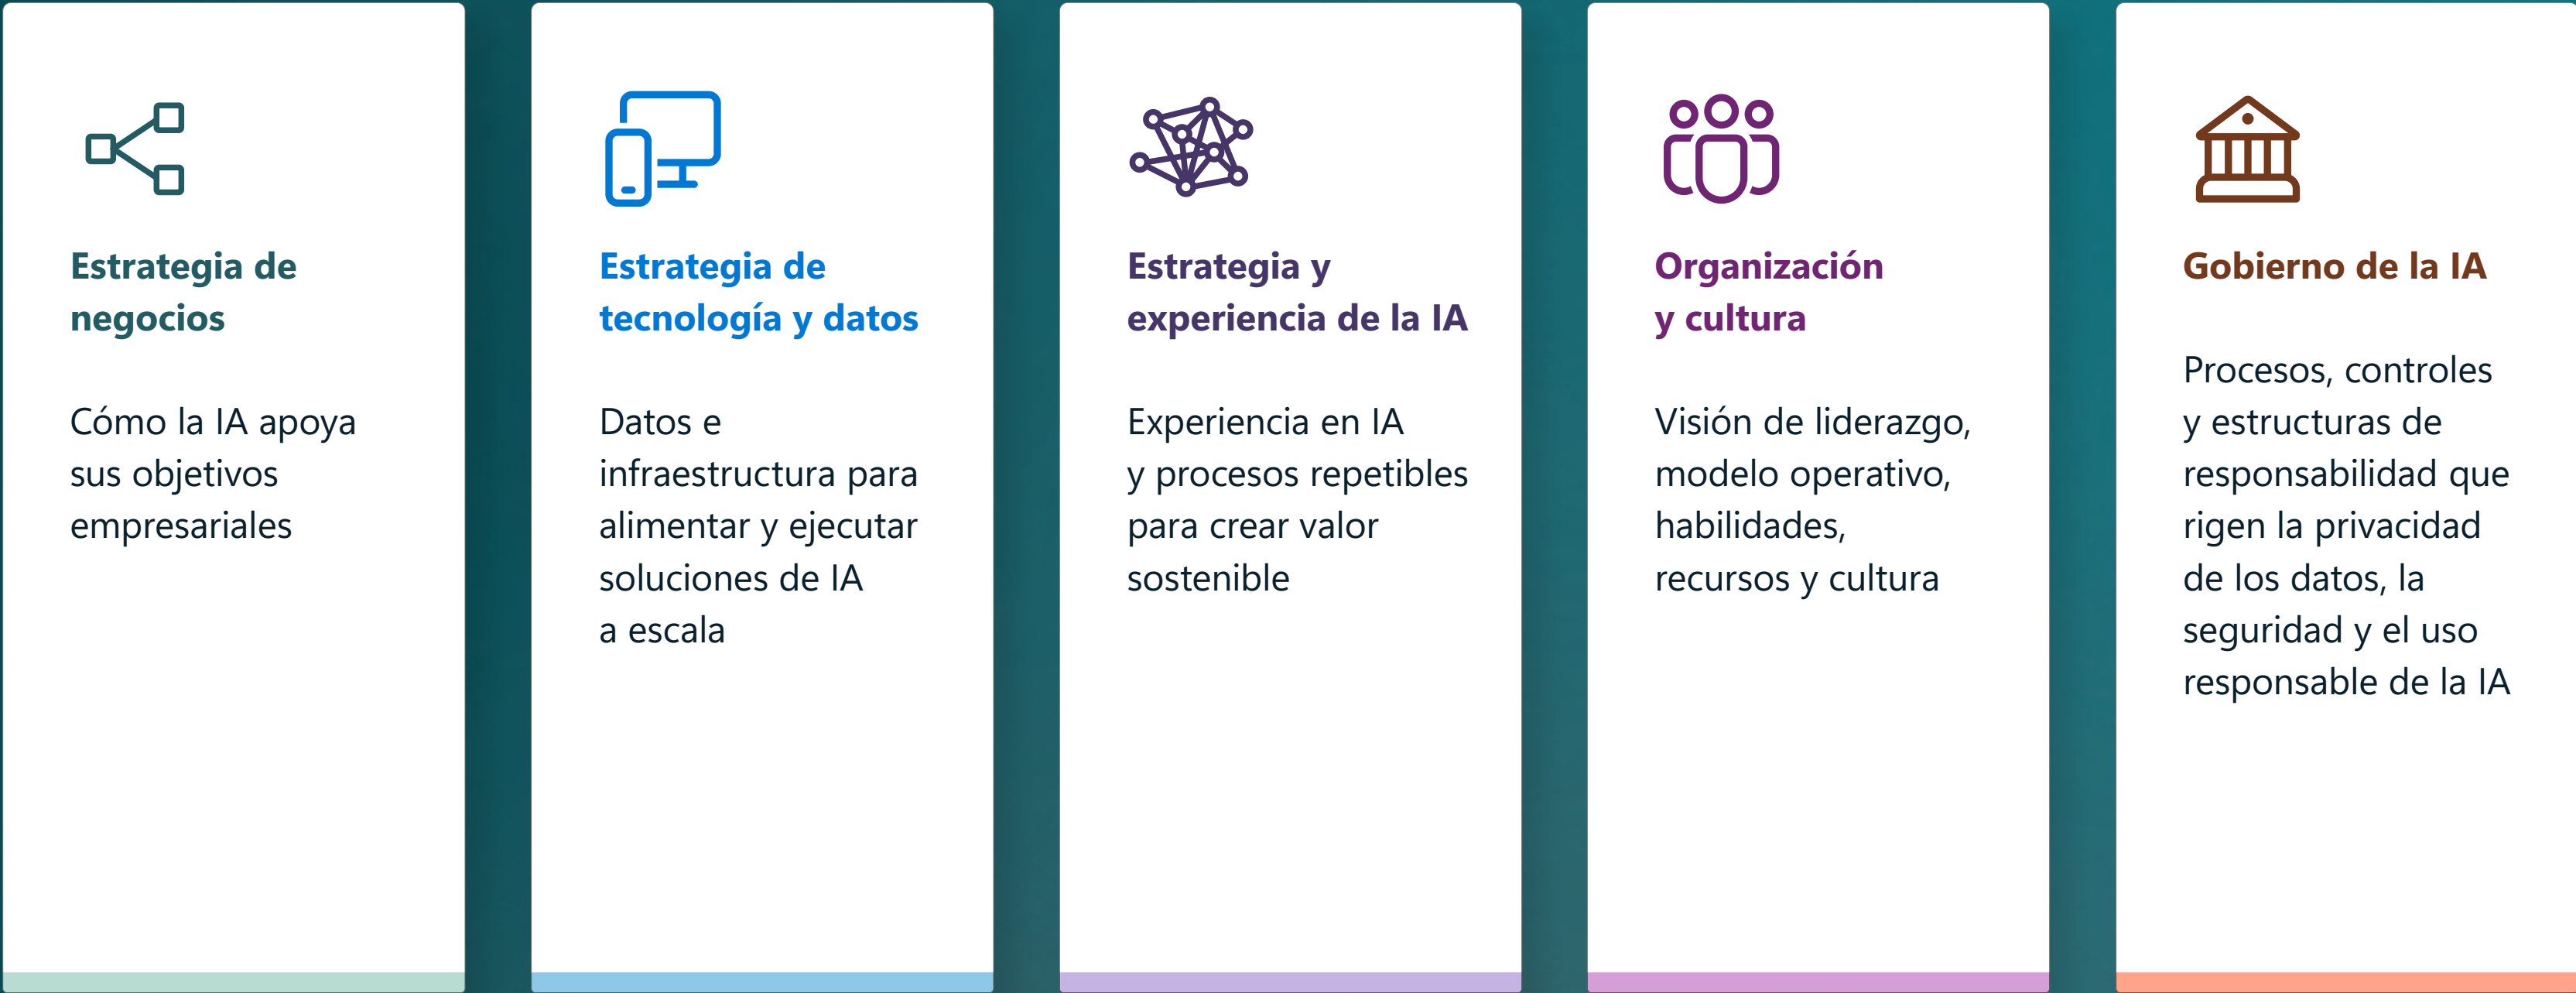 Estrategia de
negocios
Cómo la IA apoya
sus objetivos
empresariales
Estrategia de
tecnología y datos
Datos e
infraestructura para
alimentar y ejecutar
soluciones de IA
a escala
Estrategia y
experiencia de la IA
Experiencia en IA
y procesos repetibles
para crear valor
sostenible
Organización
y cultura
Visión de liderazgo,
modelo operativo,
habilidades,
recursos y cultura
Gobierno de la IA
Procesos, controles
y estructuras de
responsabilidad que
rigen la privacidad
de los datos, la
seguridad y el uso
responsable de la IA